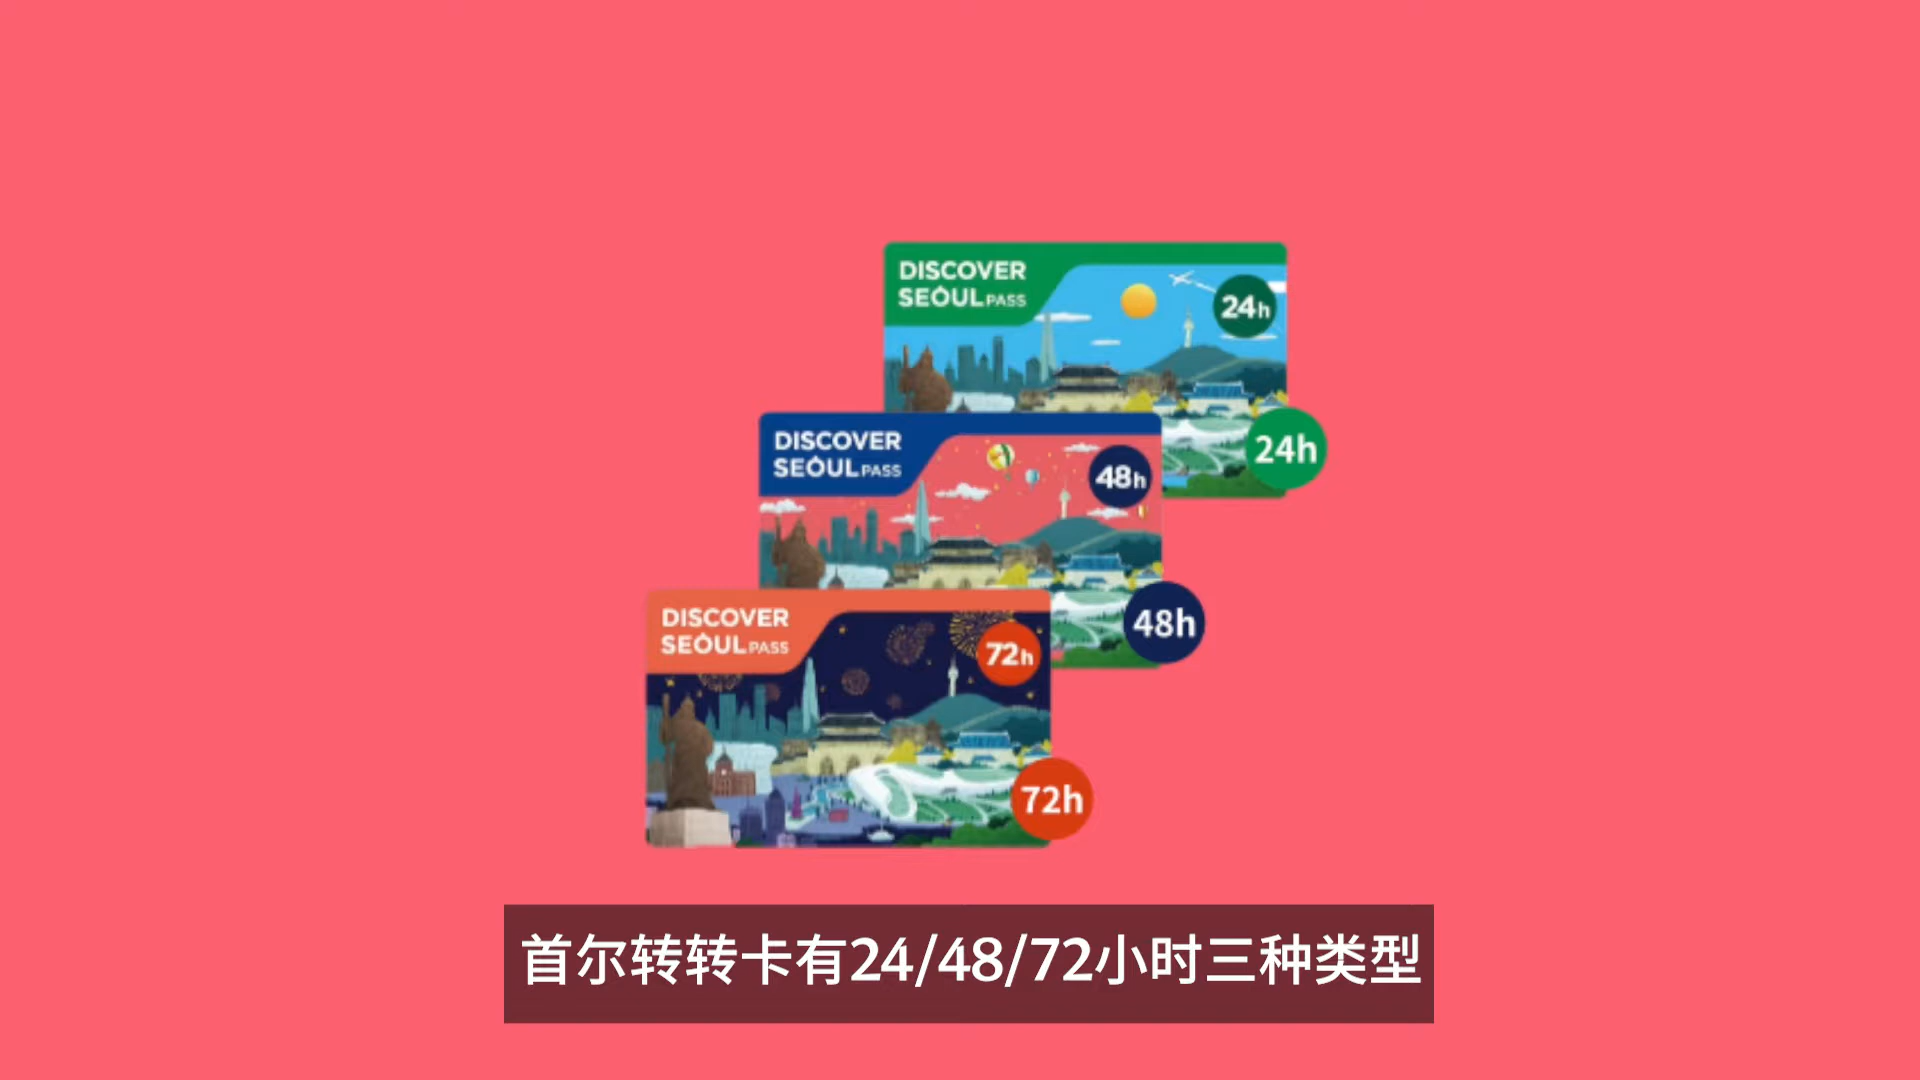 DISCOVER
SEOUL PASS
24h
24h
DISCOVER
SEOUL PASS
48h
48h
DISCOVER
SEOUL PASS
72h
72h
首尔转转卡有24/48/72小时三种类型